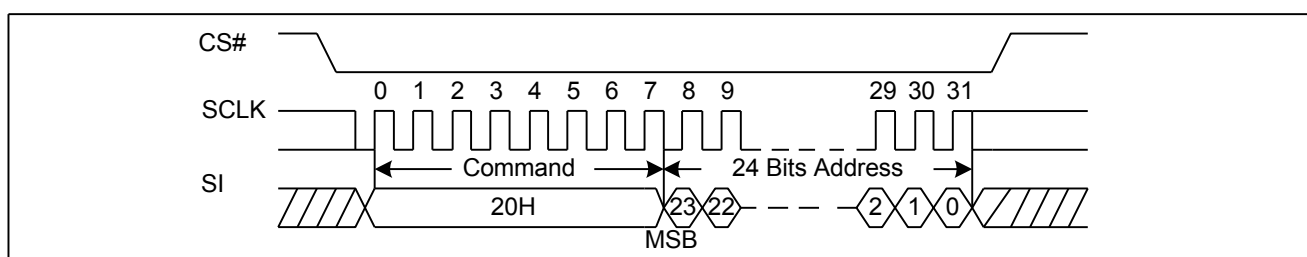 CS#
0 1 2 3 4 5 6 7 8 9 29 30 31
SCLK
Command 24 Bits Address
SI
20H 23 22 2 1 0
MSB